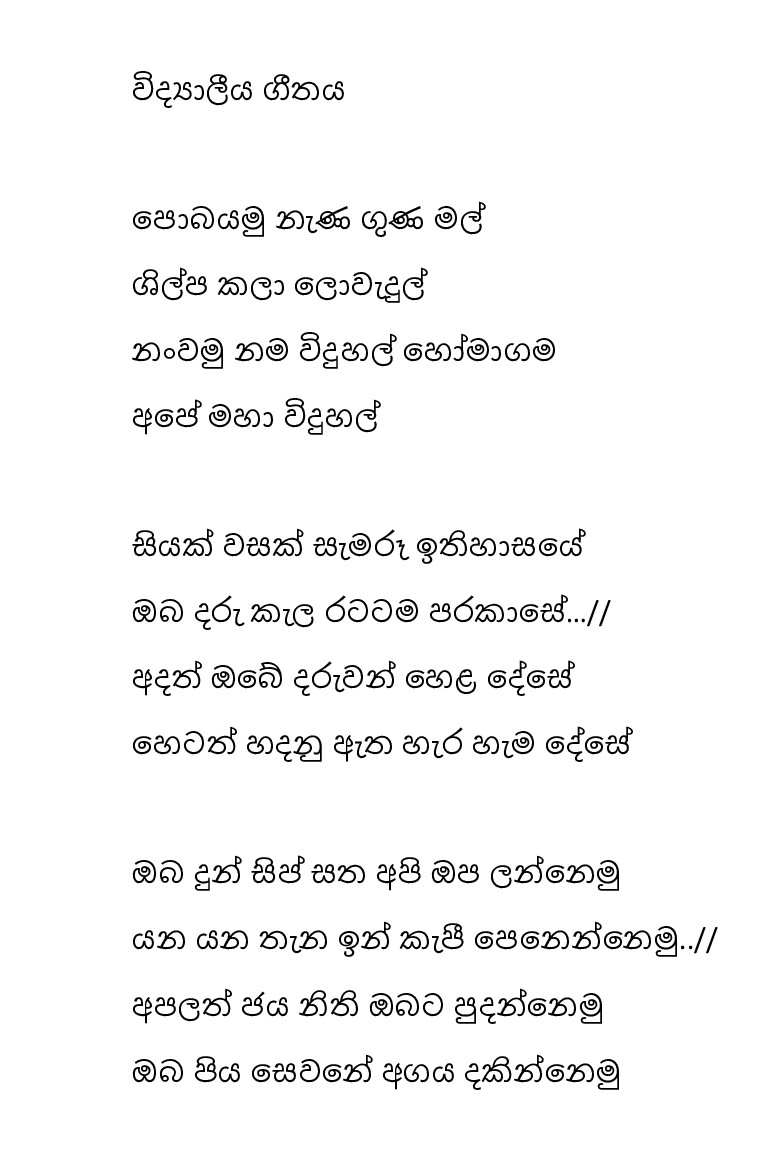 විද්‍යාලීය ගීතය
පොබයමු නැණ ගුණ මල්
ශිල්ප කලා ලොවැදුල්
නංවමු නම විදුහල් හෝමාගම
අපේ මහා විදුහල්
සියක් වසක් සැමරූ ඉතිහාසයේ
ඔබ දරු කැල රටටම පරකාසේ...//
අදත් ඔබේ දරුවන් හෙළ දේසේ
හෙටත් හදනු ඇත හැර හැම දේසේ
ඔබ දුන් සිප් සත අපි ඔප ලන්නෙමු
යන යන තැන ඉන් කැපී පෙනෙන්නෙමු..//
අපලත් ජය නිති ඔබට පුදන්නෙමු
ඔබ පිය සෙවනේ අගය දකින්නෙමු